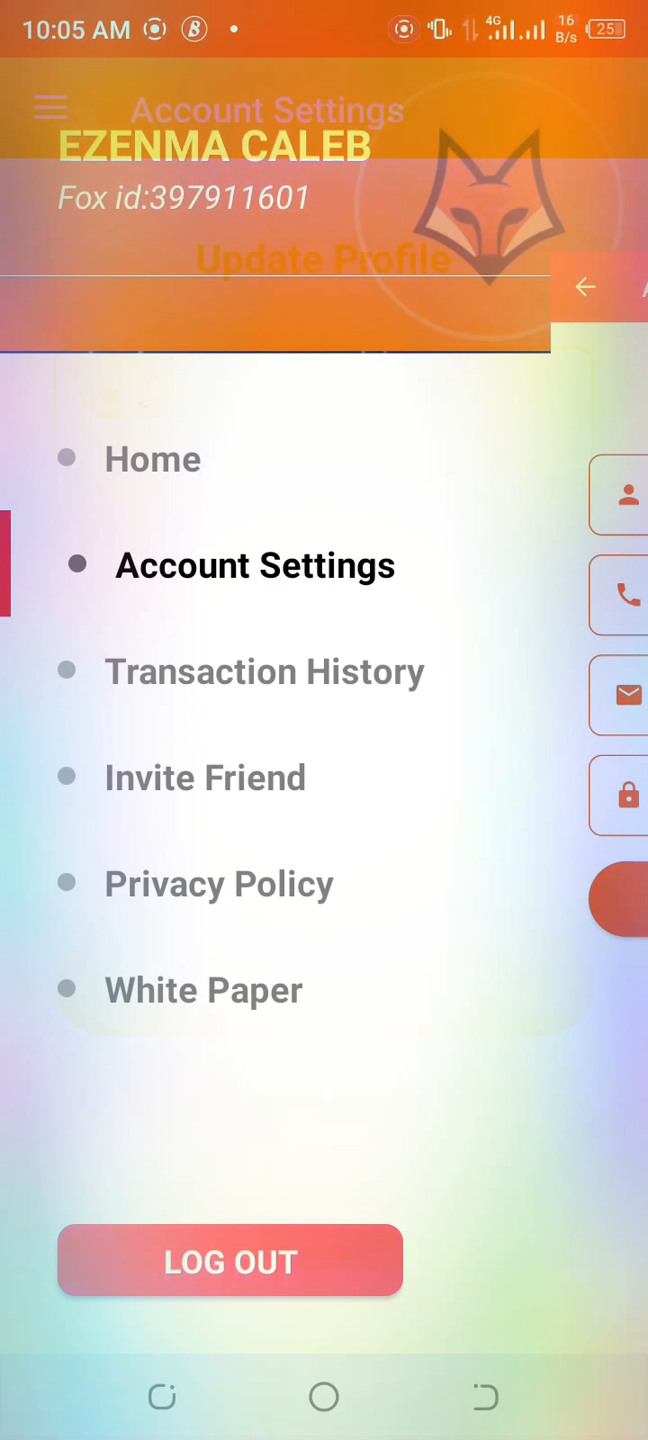 10:05 AM
4G
16
B/s
25
Account Settings
EZENMA CALEB
Fox id:397911601
Update Profile
Home
Account Settings
Transaction History
Invite Friend
Privacy Policy
White Paper
LOG OUT